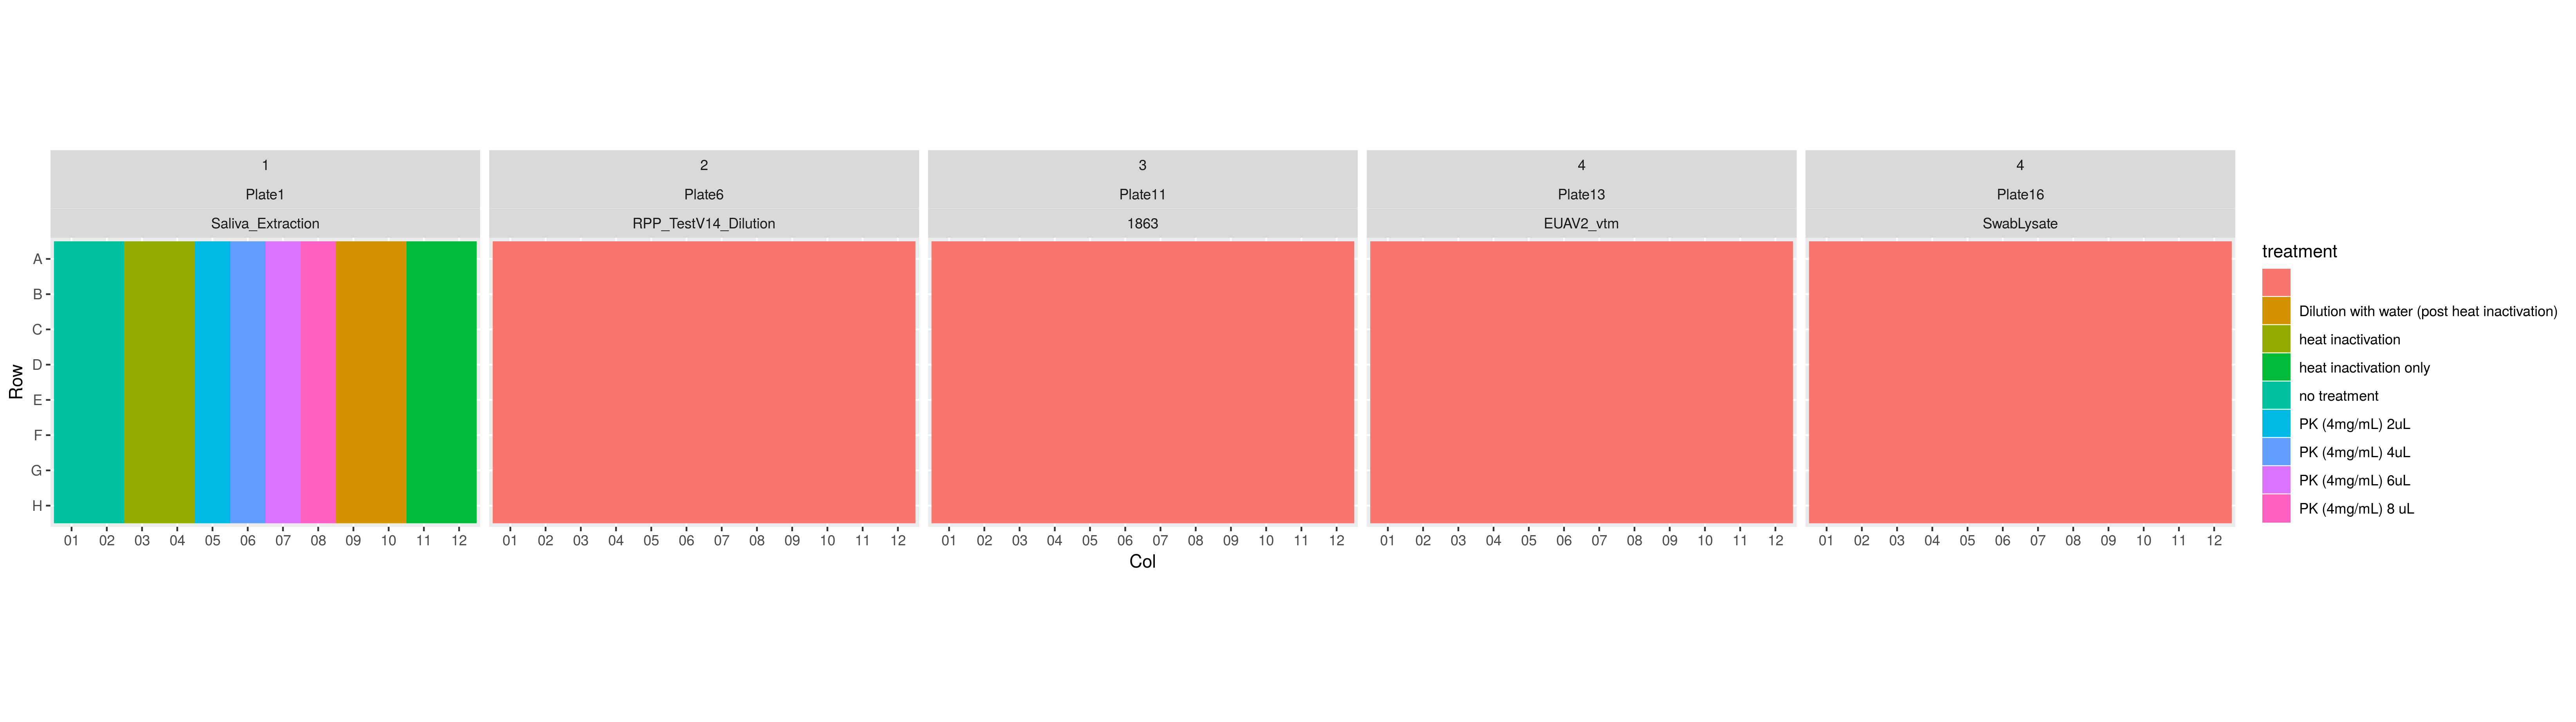 1
Plate1
Saliva_Extraction
2
Plate6
RPP_TestV14_Dilution
3
Plate11
1863
4
Plate13
EUAV2_vtm
4
Plate16
SwabLysate
Row
A
B
C
D
E
F
G
H
01 02 03 04 05 06 07 08 09 10 11 12
01 02 03 04 05 06 07 08 09 10 11 12
01 02 03 04 05 06 07 08 09 10 11 12
01 02 03 04 05 06 07 08 09 10 11 12
01 02 03 04 05 06 07 08 09 10 11 12
Col
treatment
Dilution with water (post heat inactivation)
heat inactivation
heat inactivation only
no treatment
PK (4mg/mL) 2uL
PK (4mg/mL) 4uL
PK (4mg/mL) 6uL
PK (4mg/mL) 8 uL